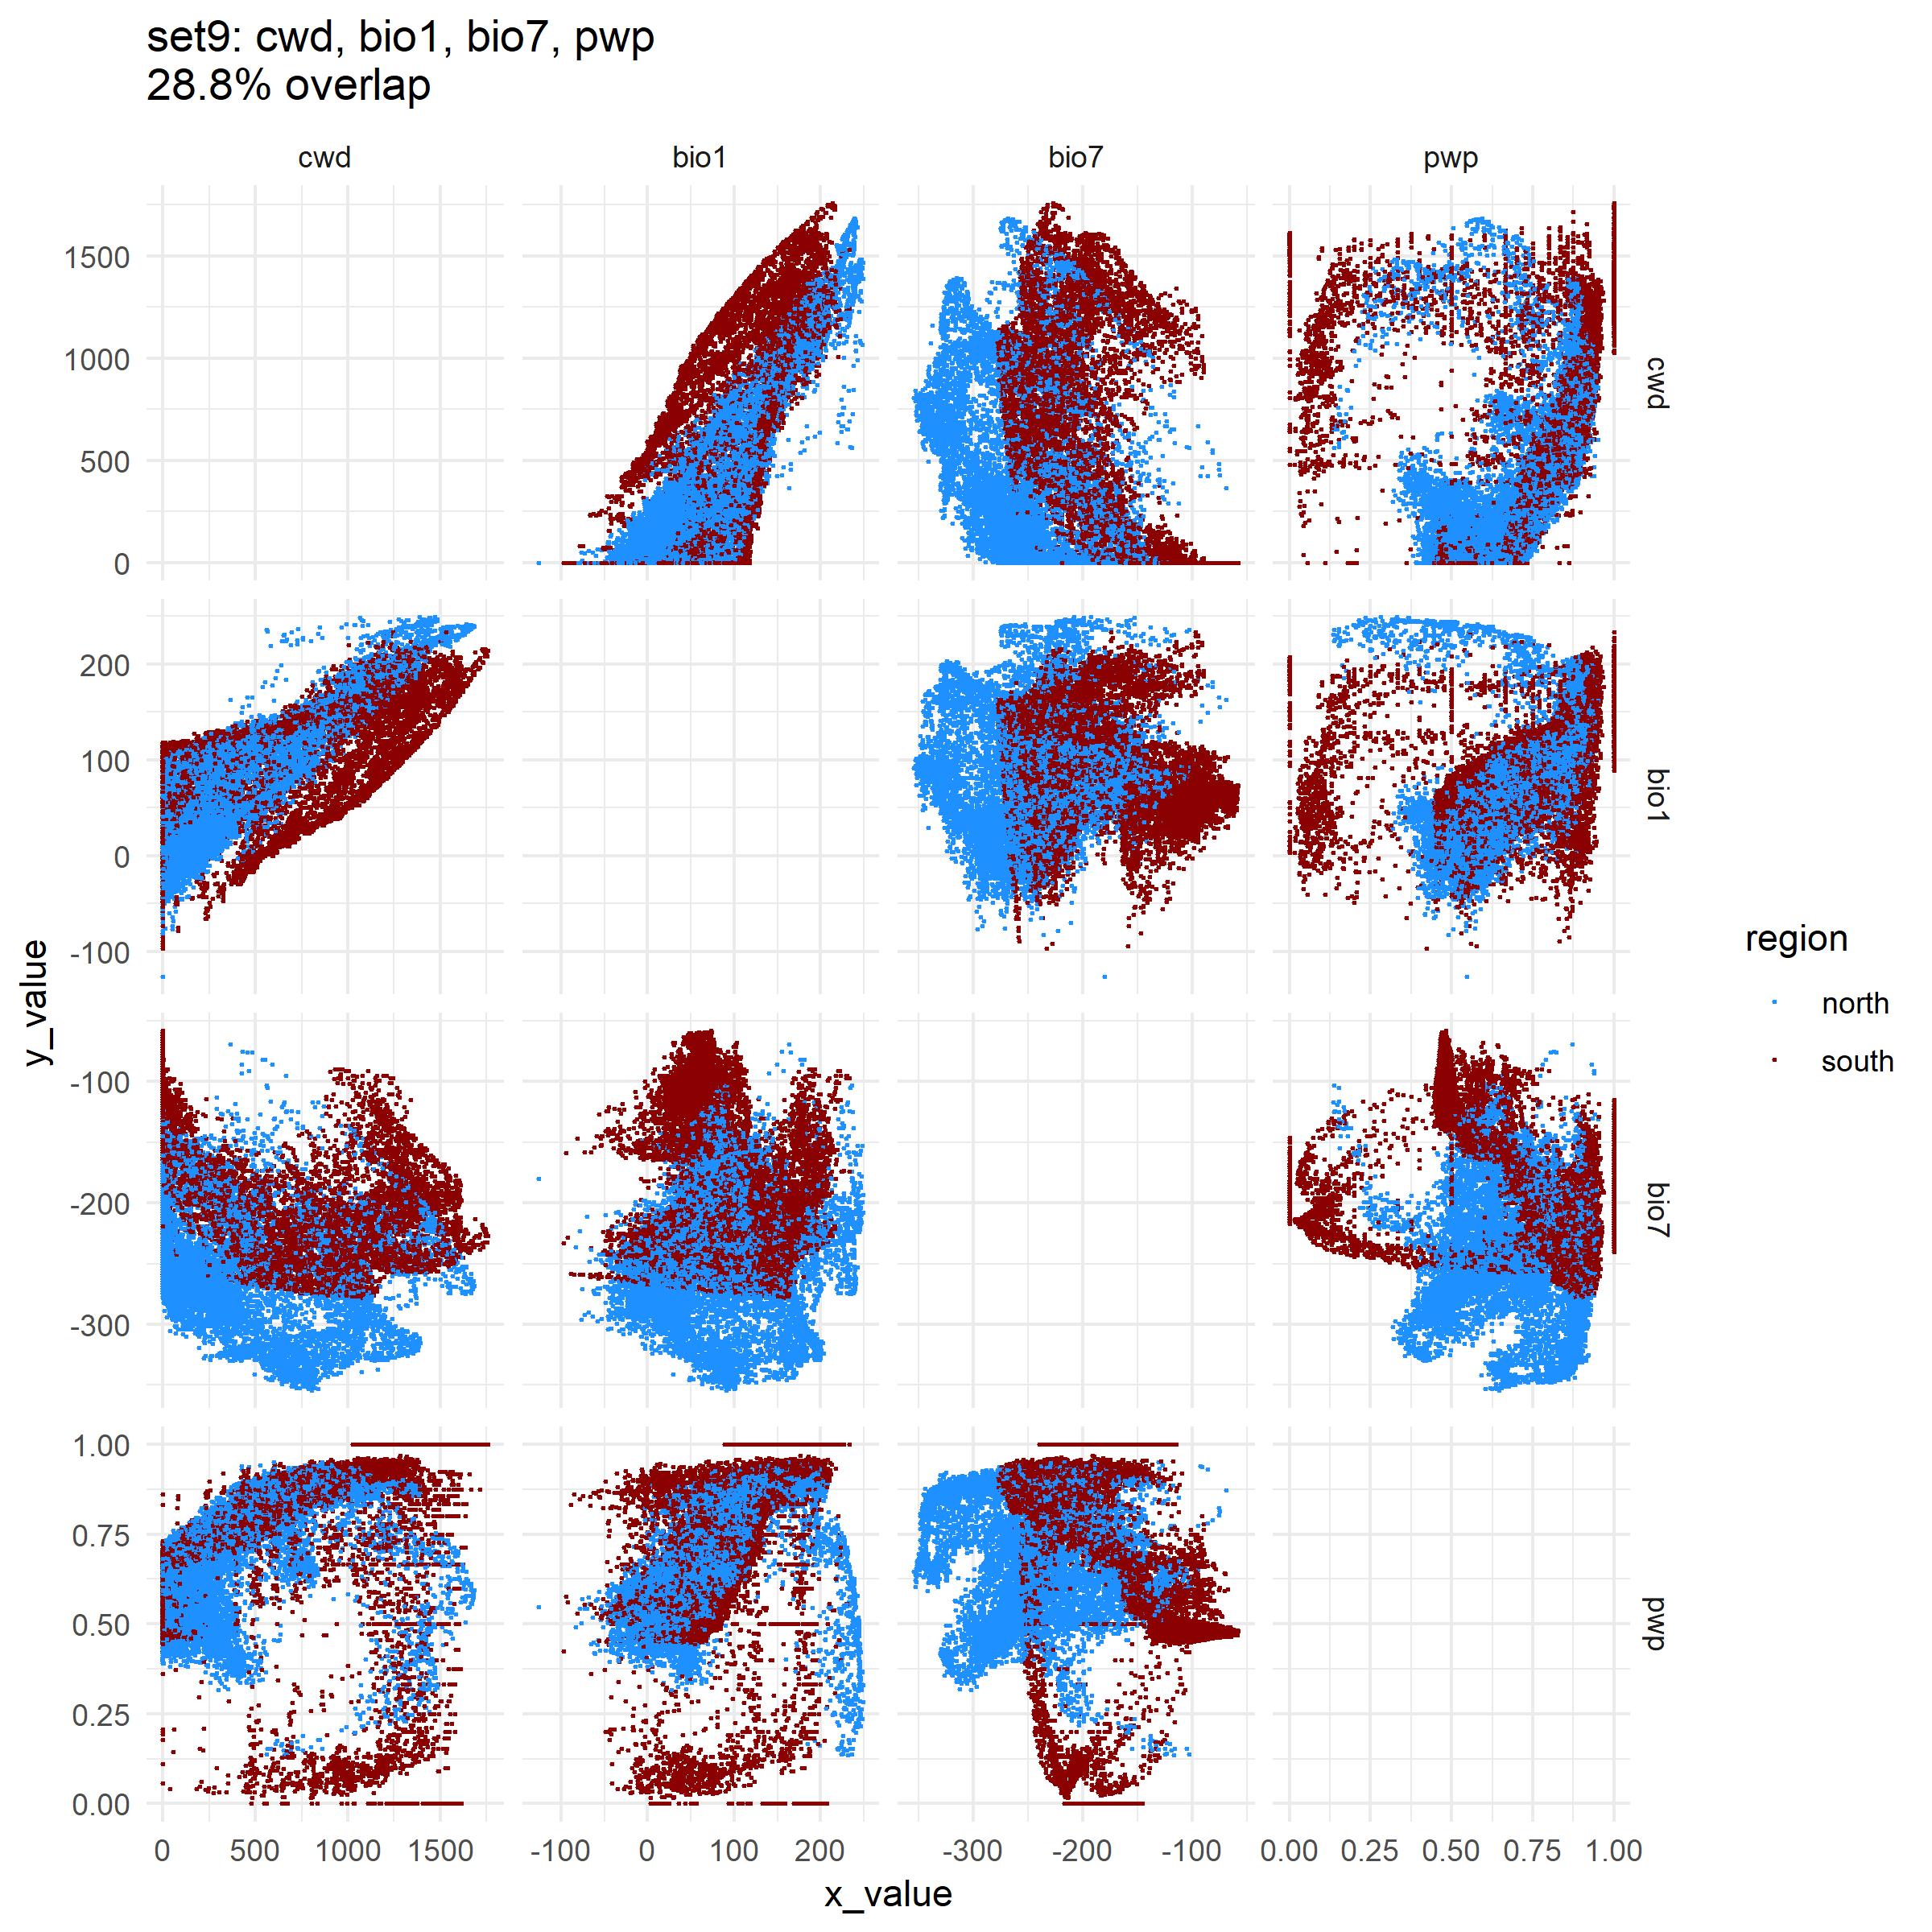 set9: cwd, bio1, bio7, pwp
28.8% overlap
cwd bio1 bio7 pwp
1500
1000
500
0
cwd
200
100
0
-100
bio1
-100
-200
-300
bio7
1.00
0.75
0.50
0.25
0.00
pwp
0 500 1000 1500 -100 0 100 200 -300 -200 -100 0.00 0.25 0.50 0.75 1.00
x_value
y_value
region
north
south